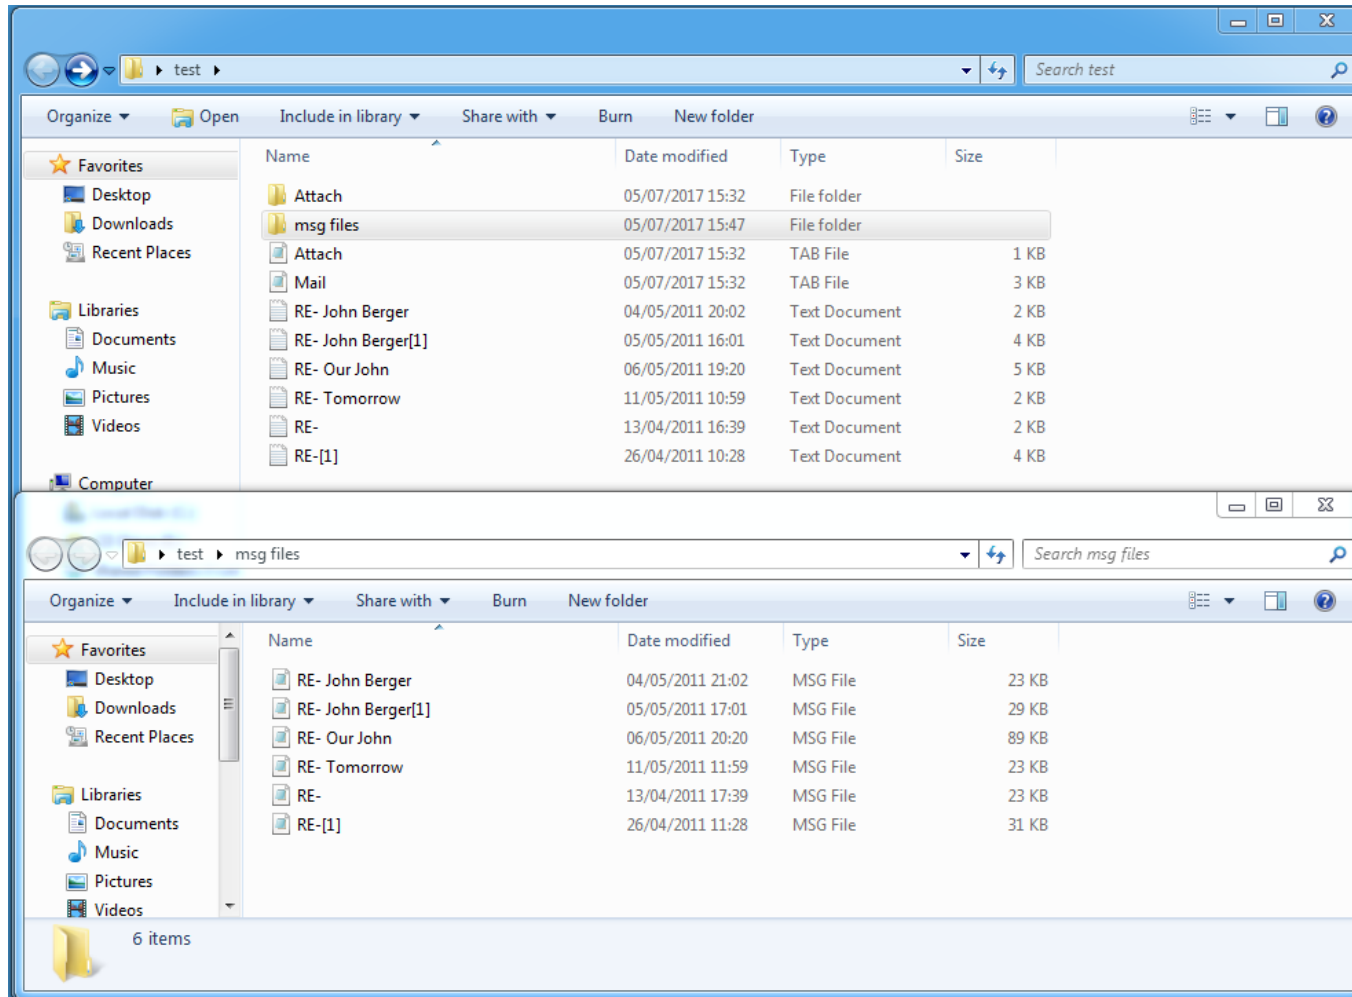 test
Search test
Organize Open Include in library Share with Burn New folder
Favorites
Desktop
Downloads
Recent Places
Libraries
Documents
Music
Pictures
Videos
Computer
Name Date modified Type Size
Attach 05/07/2017 15:32 File folder
msg files 05/07/2017 15:47 File folder
Attach 05/07/2017 15:32 TAB File 1 KB
Mail 05/07/2017 15:32 TAB File 3 KB
RE- John Berger 04/05/2011 20:02 Text Document 2 KB
RE- John Berger[1] 05/05/2011 16:01 Text Document 4 KB
RE- Our John 06/05/2011 19:20 Text Document 5 KB
RE- Tomorrow 11/05/2011 10:59 Text Document 2 KB
RE- 13/04/2011 16:39 Text Document 2 KB
RE-[1] 26/04/2011 10:28 Text Document 4 KB
test msg files
Search msg files
Organize Include in library Share with Burn New folder
Favorites
Desktop
Downloads
Recent Places
Libraries
Documents
Music
Pictures
Videos
Name Date modified Type Size
RE- John Berger 04/05/2011 21:02 MSG File 23 KB
RE- John Berger[1] 05/05/2011 17:01 MSG File 29 KB
RE- Our John 06/05/2011 20:20 MSG File 89 KB
RE- Tomorrow 11/05/2011 11:59 MSG File 23 KB
RE- 13/04/2011 17:39 MSG File 23 KB
RE-[1] 26/04/2011 11:28 MSG File 31 KB
6 items